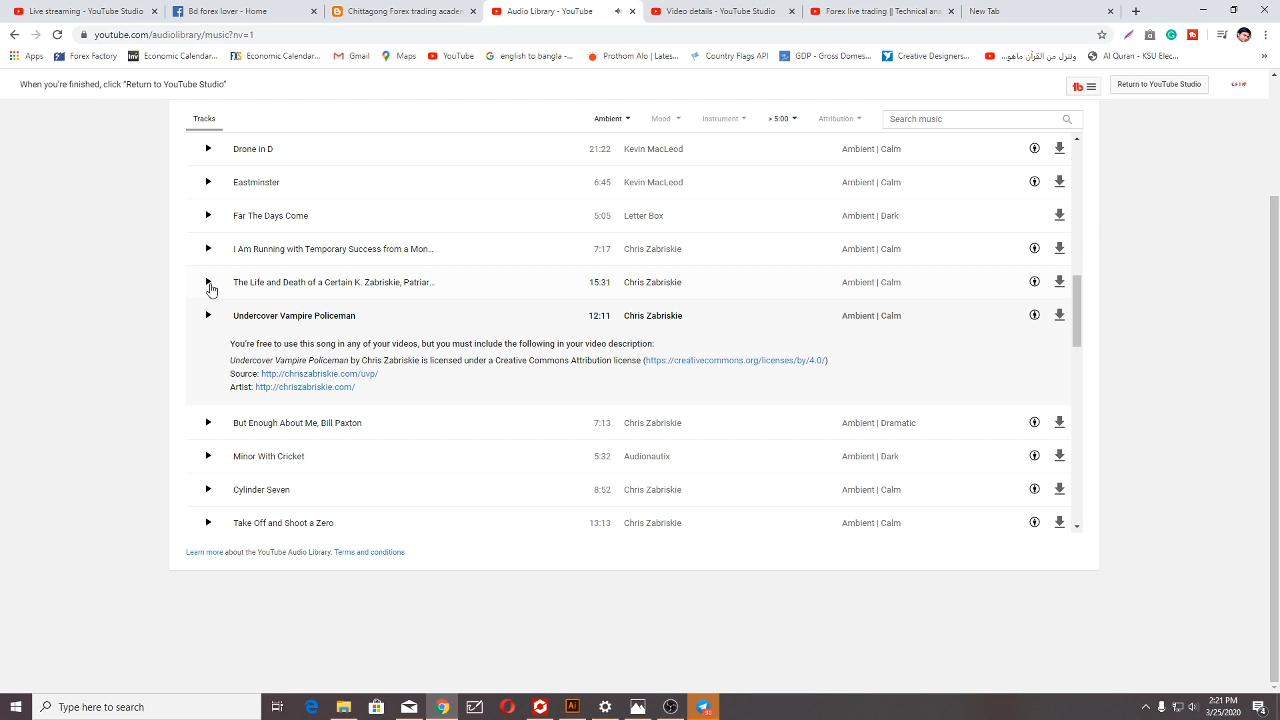 Live streaming - YouTube Studio
Bd forex lover - Home
Chittagong Forex trading academ
Audio Library - YouTube
Video details - YouTube Studio
Forex live trading || Technical ana
New Tab
youtube.com/audiolibrary/music?nv=1
Apps
Forex Factory
Economic Calendar...
Economic Calendar...
Gmail
Maps
YouTube
english to bangla -...
Prothom Alo | Lates...
Country Flags API
GDP - Gross Domes...
Creative Designers...
وننزل من القرآن ماهو...
Al Quran - KSU Elec...
When you're finished, click "Return to YouTube Studio"
Return to YouTube Studio
Tracks
Ambient
Mood
Instrument
> 5:00
Attribution
Search music
Drone in D 21:22 Kevin MacLeod Ambient | Calm
Eastminster 6:45 Kevin MacLeod Ambient | Calm
Far The Days Come 5:05 Letter Box Ambient | Dark
I Am Running with Temporary Success from a Mon... 7:17 Chris Zabriskie Ambient | Calm
The Life and Death of a Certain K. Zabriskie, Patriar... 15:31 Chris Zabriskie Ambient | Calm
Undercover Vampire Policeman 12:11 Chris Zabriskie Ambient | Calm
You're free to use this song in any of your videos, but you must include the following in your video description:
Undercover Vampire Policeman by Chris Zabriskie is licensed under a Creative Commons Attribution license (https://creativecommons.org/licenses/by/4.0/)
Source: http://chriszabriskie.com/uvp/
Artist: http://chriszabriskie.com/
But Enough About Me, Bill Paxton 7:13 Chris Zabriskie Ambient | Dramatic
Minor With Cricket 5:32 Audionautix Ambient | Dark
Cylinder Seven 8:52 Chris Zabriskie Ambient | Calm
Take Off and Shoot a Zero 13:13 Chris Zabriskie Ambient | Calm
Learn more about the YouTube Audio Library. Terms and conditions
Type here to search
2:21 PM
3/25/2020